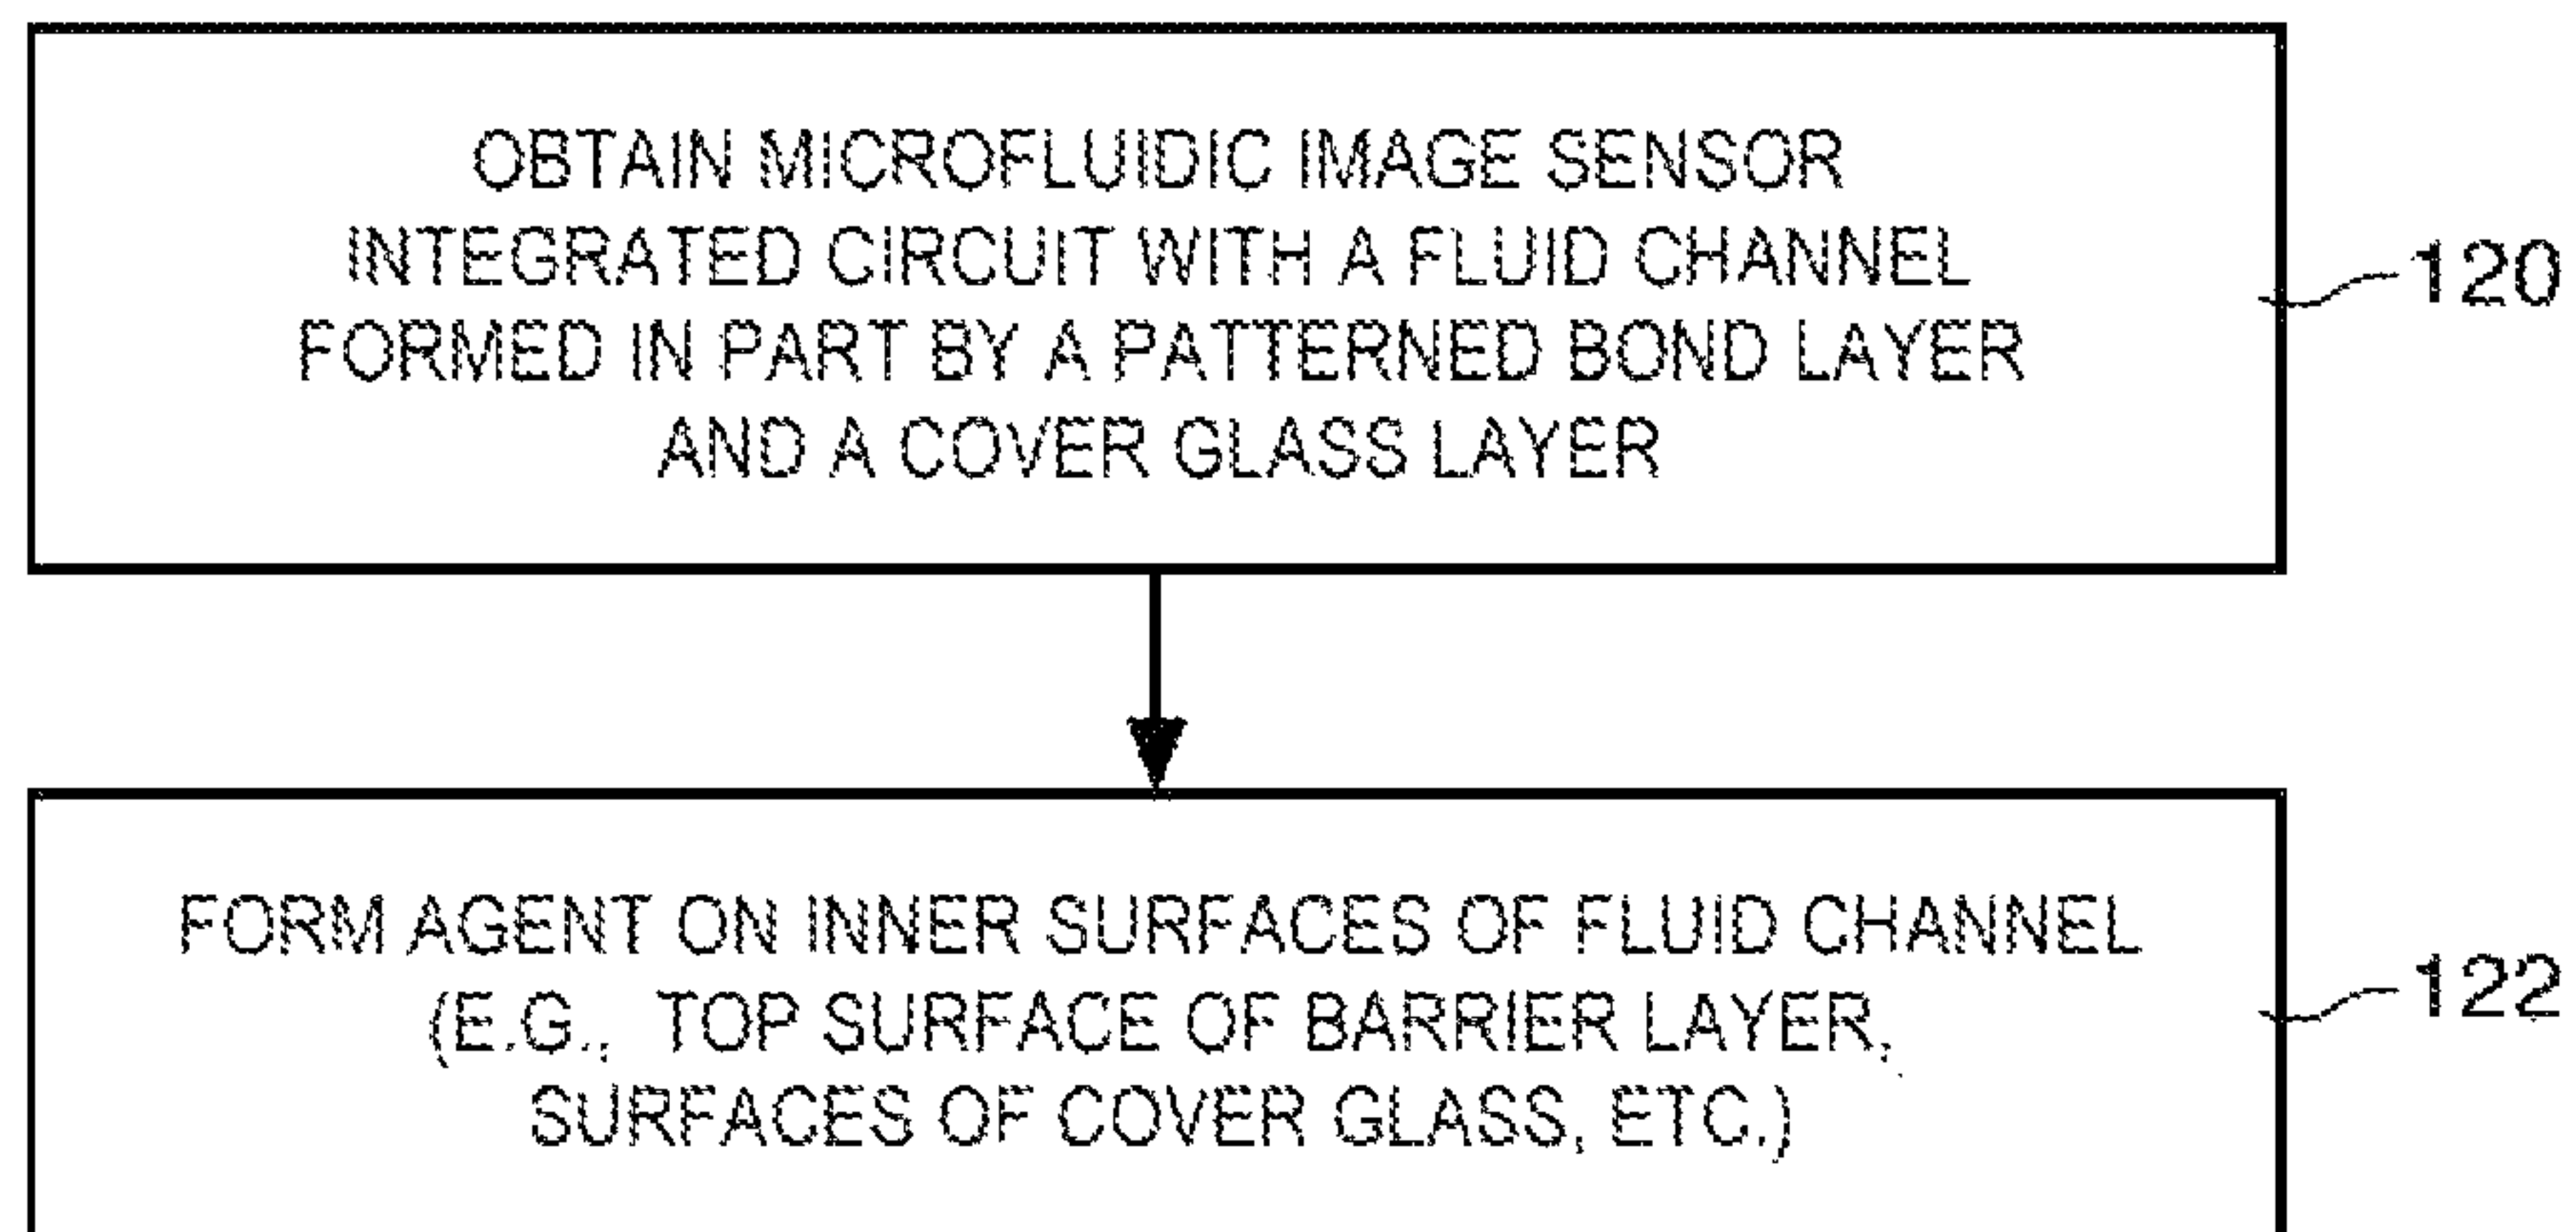 OBTAIN MICROFLUIDIC IMAGE SENSOR
INTEGRATED CIRCUIT WITH A FLUID CHANNEL
FORMED IN PART BY A PATTERNED BOND LAYER
AND A COVER GLASS LAYER
120
FORM AGENT ON INNER SURFACES OF FLUID CHANNEL
(E.G., TOP SURFACE OF BARRIER LAYER,
SURFACES OF COVER GLASS, ETC.)
122